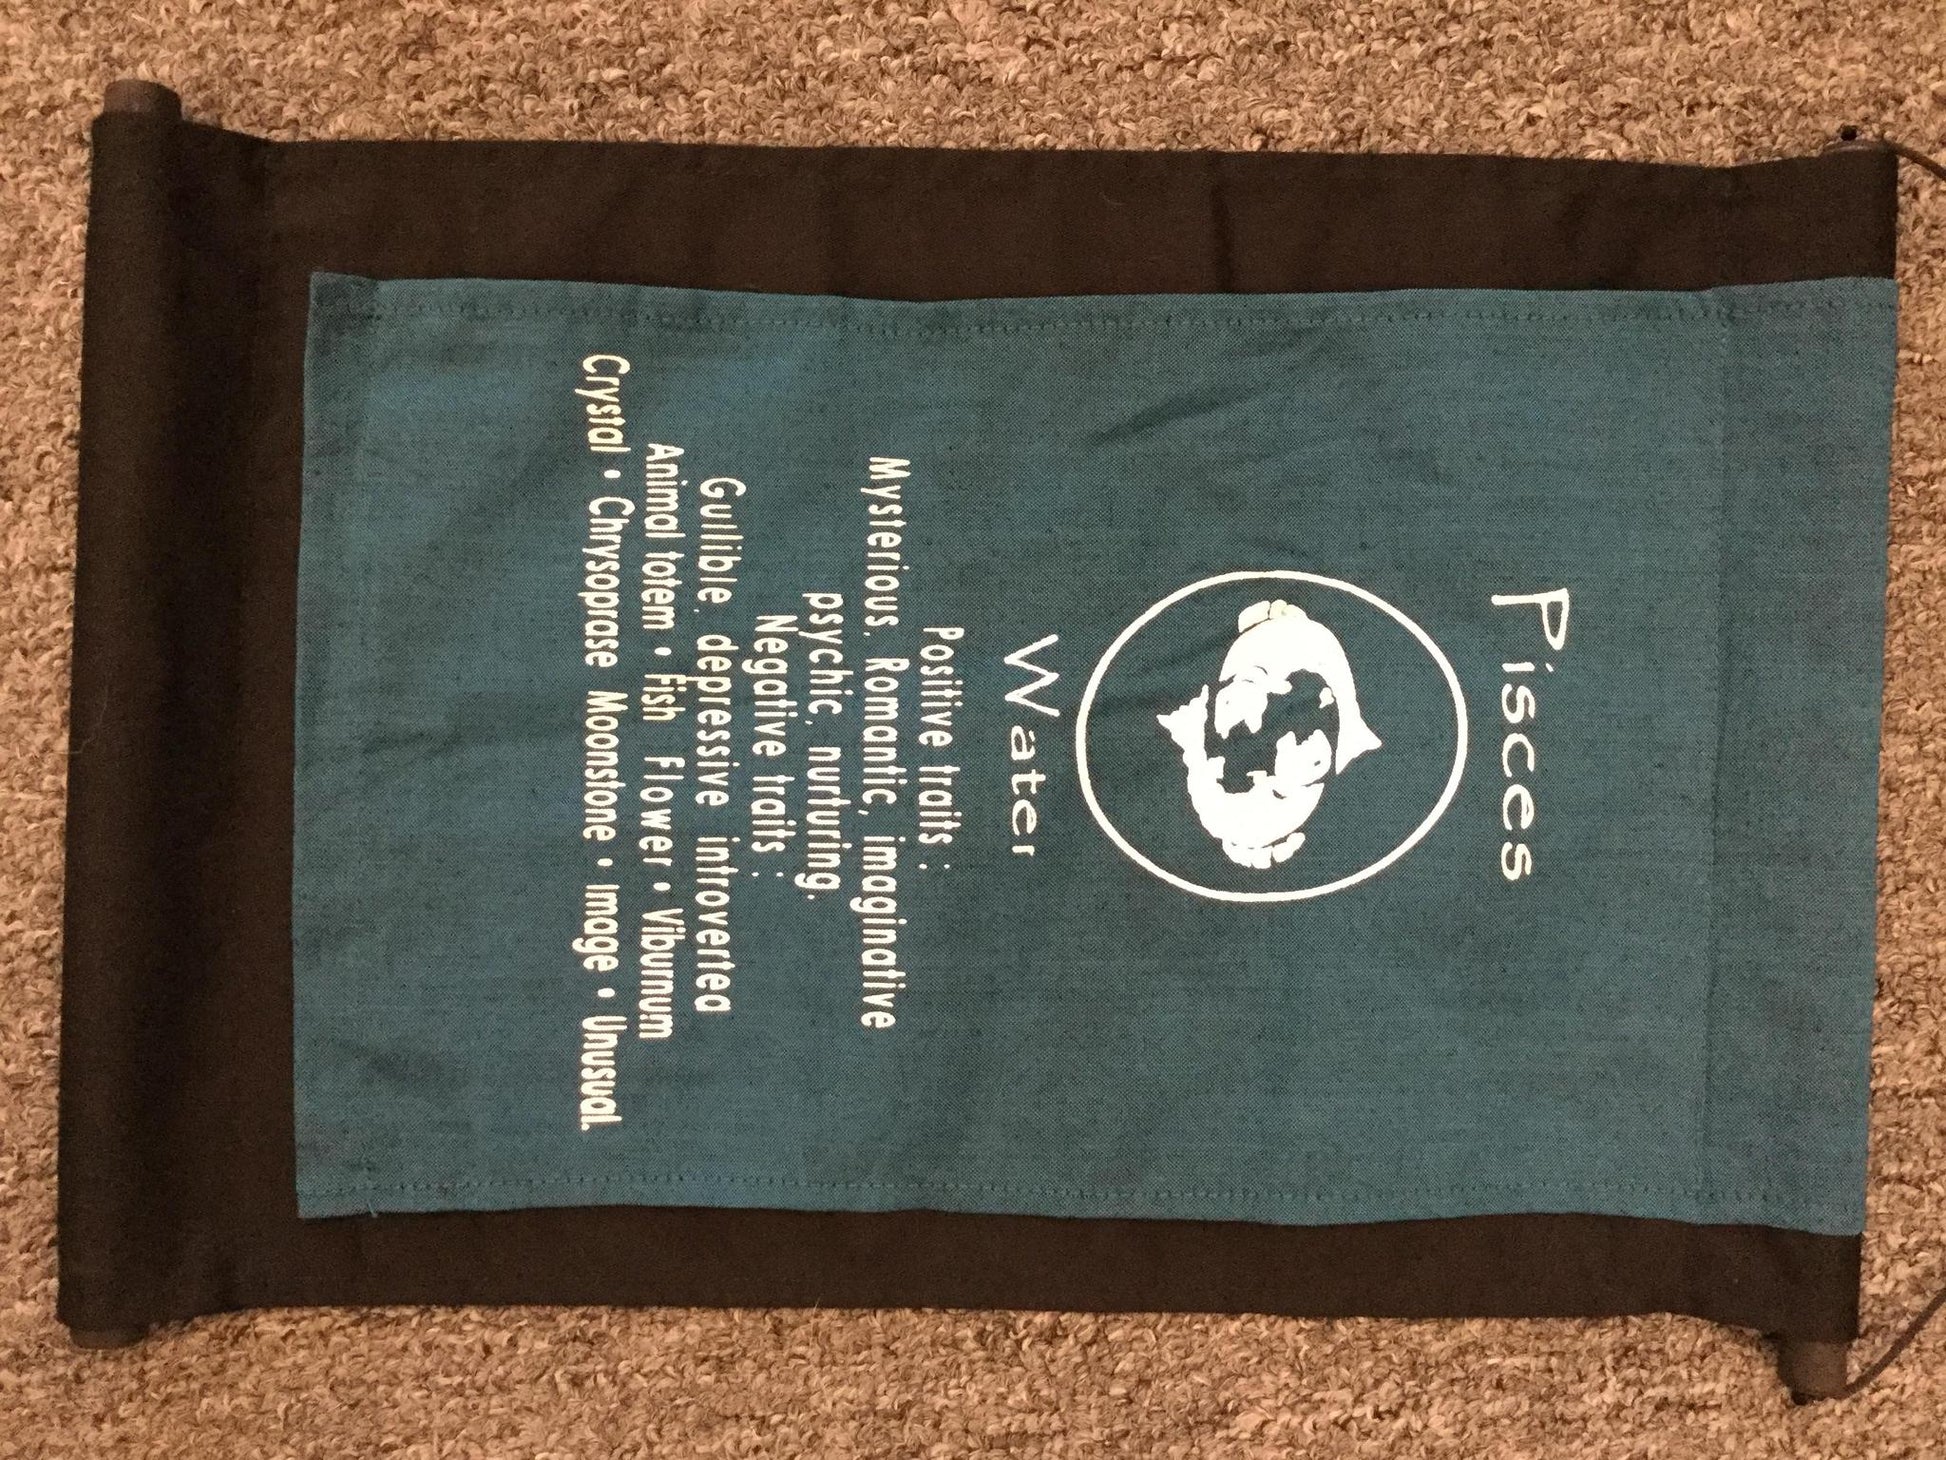 Pisces
Water
Positive traits :
Mysterious, Romantic, imaginative
psychic, nurturing.
Negative traits :
Gullible, depressive introvertea
Animal totem • Fish Flower • Viburnum
Crystal • Chrysoprase Moonstone • image • Unusual.